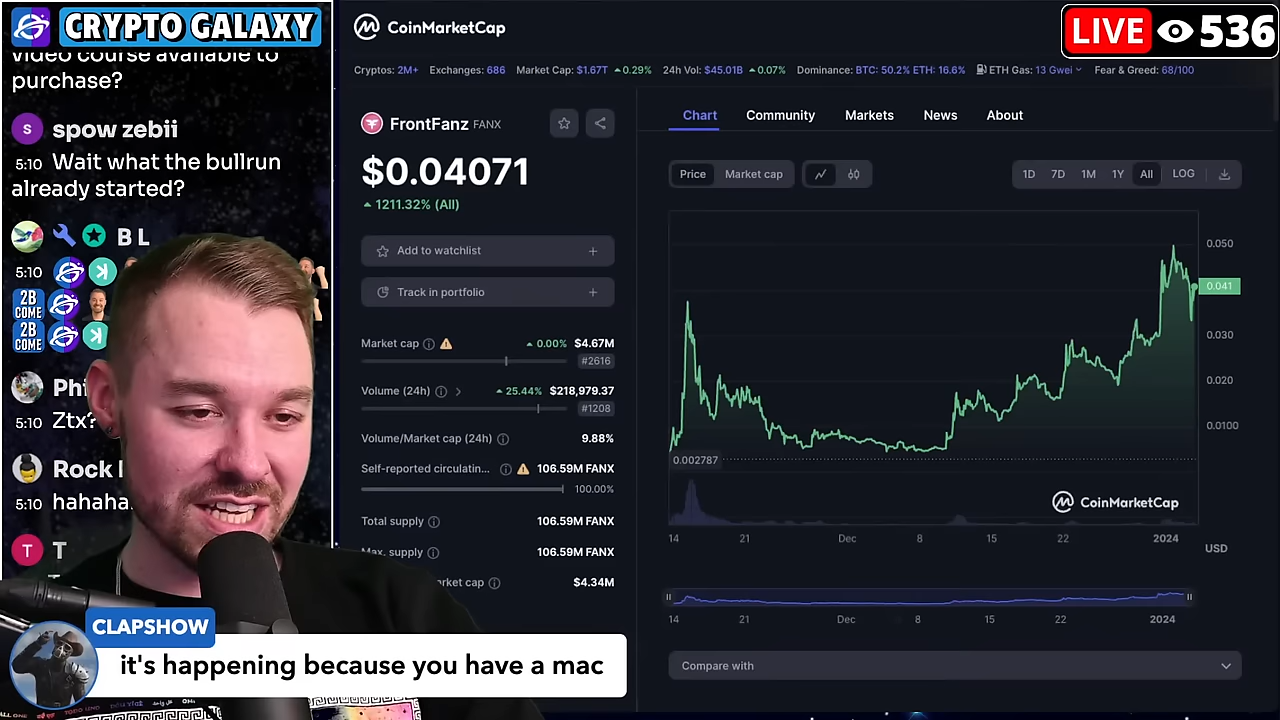 CRYPTO GALAXY
video course available to
purchase?
S
spow zebii
5:10 Wait what the bullrun
already started?
B L
5:10
2B
COME
2B
COME
Phi
5:10 Ztx?
Rock
5:10 hahaha.
T T
CLAPSHOW
it's happening because you have a mac
CoinMarketCap
LIVE 536
Cryptos: 2M+ Exchanges: 686 Market Cap: $1.67T 0.29% 24h Vol: $45.01B 0.07% Dominance: BTC: 50.2% ETH: 16.6% ETH Gas: 13 Gwei Fear & Greed: 68/100
FrontFanz FANX
$0.04071
1211.32% (All)
Add to watchlist +
Track in portfolio +
Market cap 0.00% $4.67M
#2616
Volume (24h) 25.44% $218,979.37
#1208
Volume/Market cap (24h) 9.88%
Self-reported circulatin... 106.59M FANX
100.00%
Total supply 106.59M FANX
Max. supply 106.59M FANX
market cap $4.34M
Chart Community Markets News About
Price Market cap 1D 7D 1M 1Y All LOG
0.050
0.041
0.030
0.020
0.0100
0.002787
CoinMarketCap
14 21 Dec 8 15 22 2024
USD
14 21 Dec 8 15 22 2024
Compare with